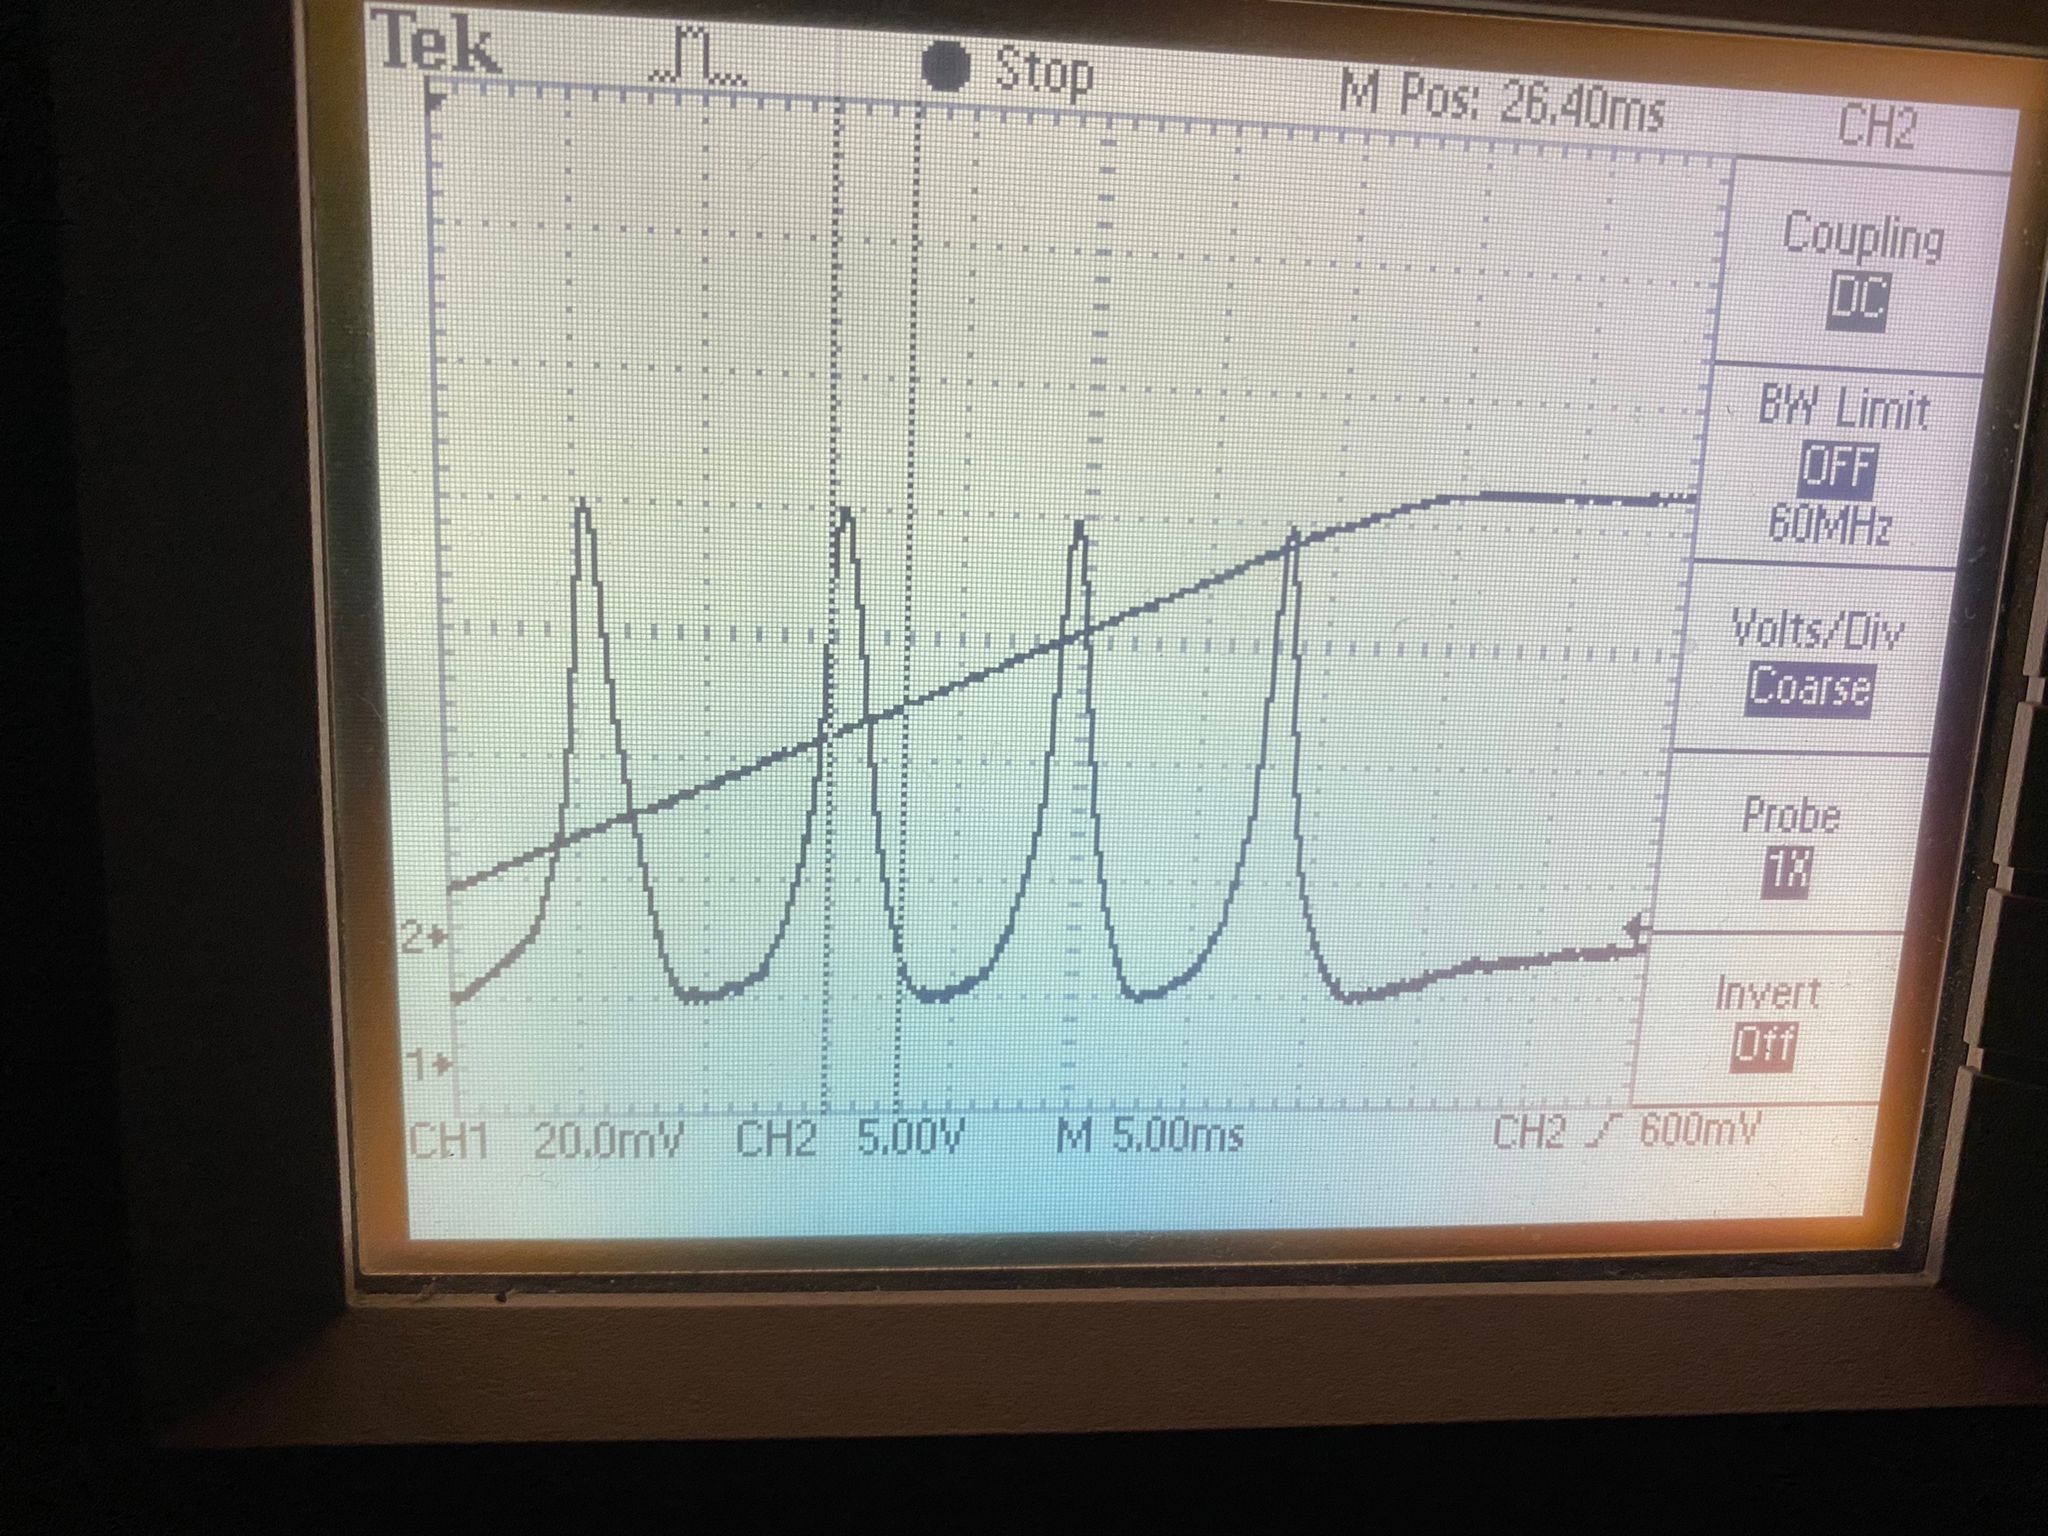 Tek Stop M Pos: 26.40ms CH2
Coupling
DC
BW Limit
OFF
60MHz
Volts/Div
Coarse
Probe
1X
Invert
Off
2
1
CH1 20.0mV CH2 5.00V M 5.00ms CH2 600mV